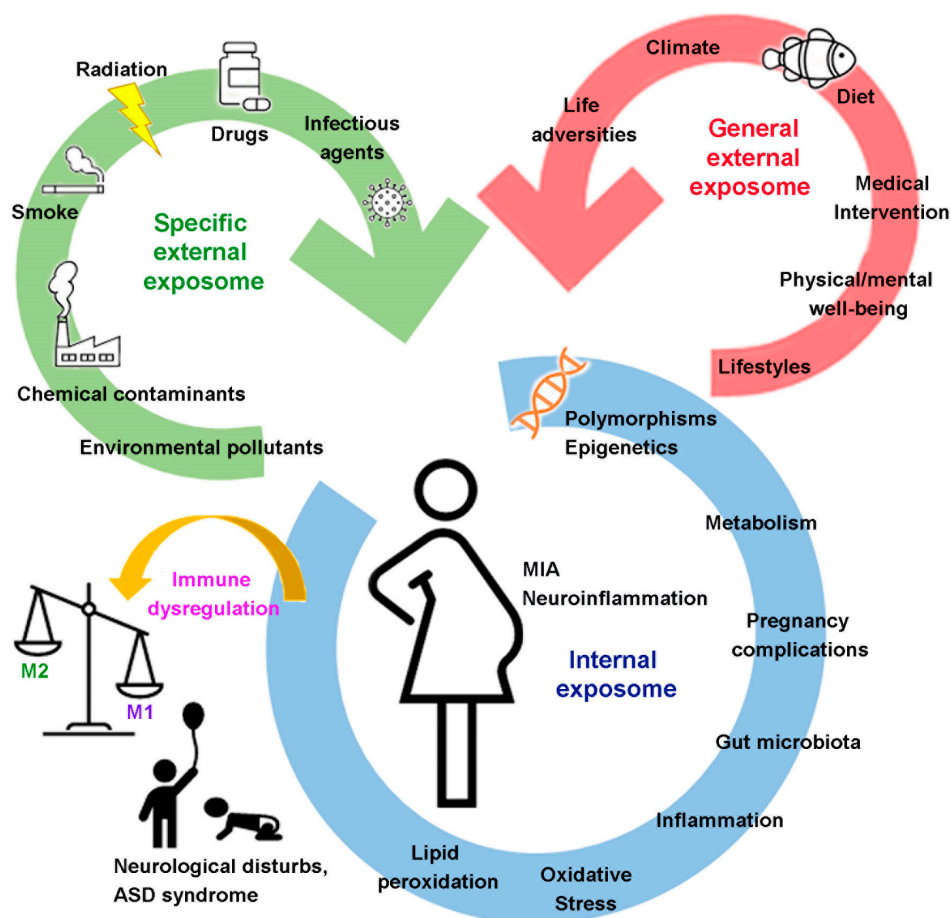 Radiation
Drugs
Infectious
agents
Smoke
Specific
external
exposome
Chemical contaminants
Environmental pollutants
Climate
Diet
Life
adversities
General
external
exposome
Medical
Intervention
Physical/mental
well-being
Lifestyles
Polymorphisms
Epigenetics
Metabolism
MIA
Neuroinflammation
Pregnancy
complications
Internal
exposome
Gut microbiota
Inflammation
Oxidative
Stress
Lipid
peroxidation
Immune
dysregulation
M2
M1
Neurological disturbs,
ASD syndrome